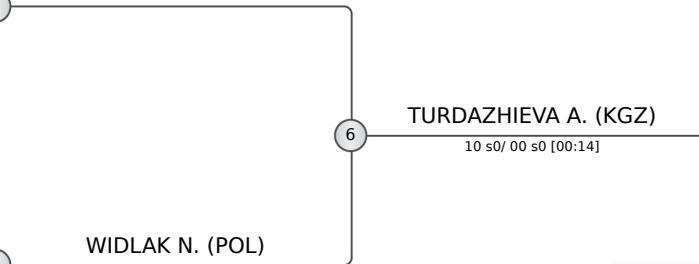 TURDAZHIEVA A. (KGZ)
6
10 s0/ 00 s0 [00:14]
WIDLAK N. (POL)